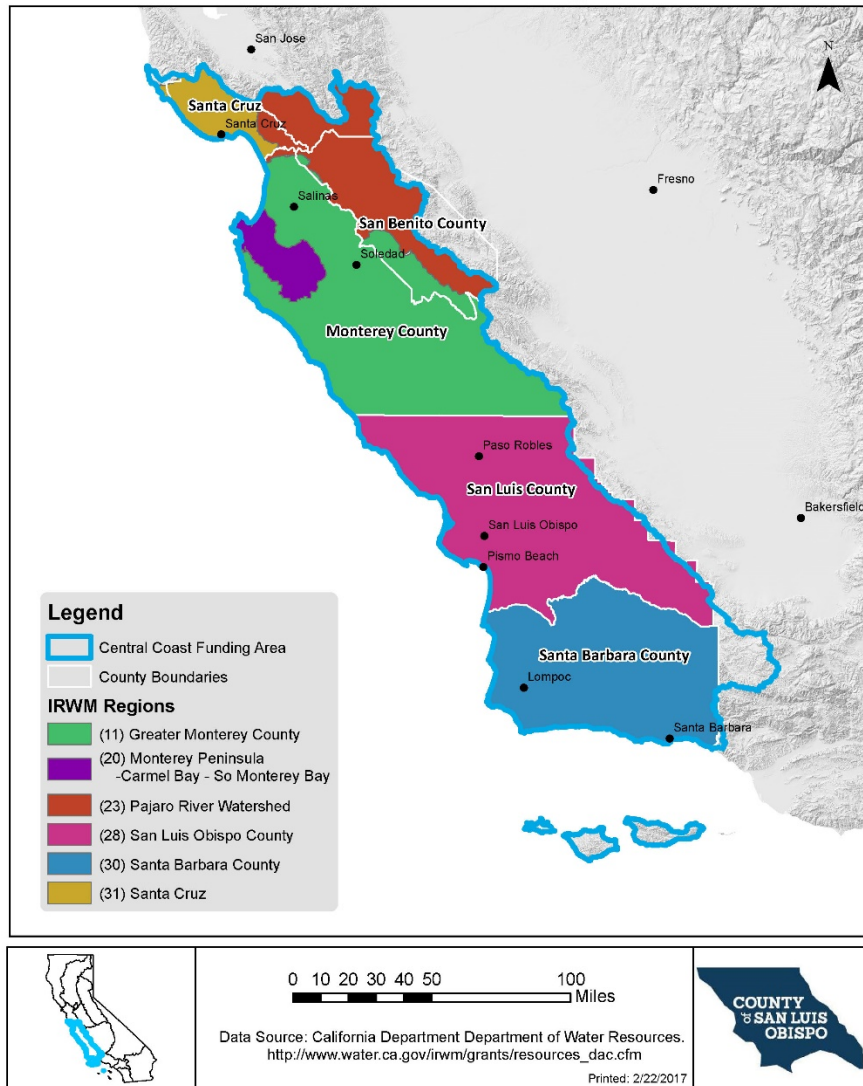 San Jose
N
Santa Cruz
Santa Cruz
Fresno
Salinas
San Benito County
Soledad
Monterey County
Paso Robles
San Luis County
Bakersfield
San Luis Obispo
Pismo Beach
Santa Barbara County
Lompoc
Santa Barbara
Legend
Central Coast Funding Area
County Boundaries
IRWM Regions
(11) Greater Monterey County
(20) Monterey Peninsula
-Carmel Bay - So Monterey Bay
(23) Pajaro River Watershed
(28) San Luis Obispo County
(30) Santa Barbara County
(31) Santa Cruz
0 10 20 30 40 50 100
Miles
Data Source: California Department Department of Water Resources.
http://www.water.ca.gov/irwm/grants/resources_dac.cfm
Printed: 2/22/2017
COUNTY
of SAN LUIS
OBISPO